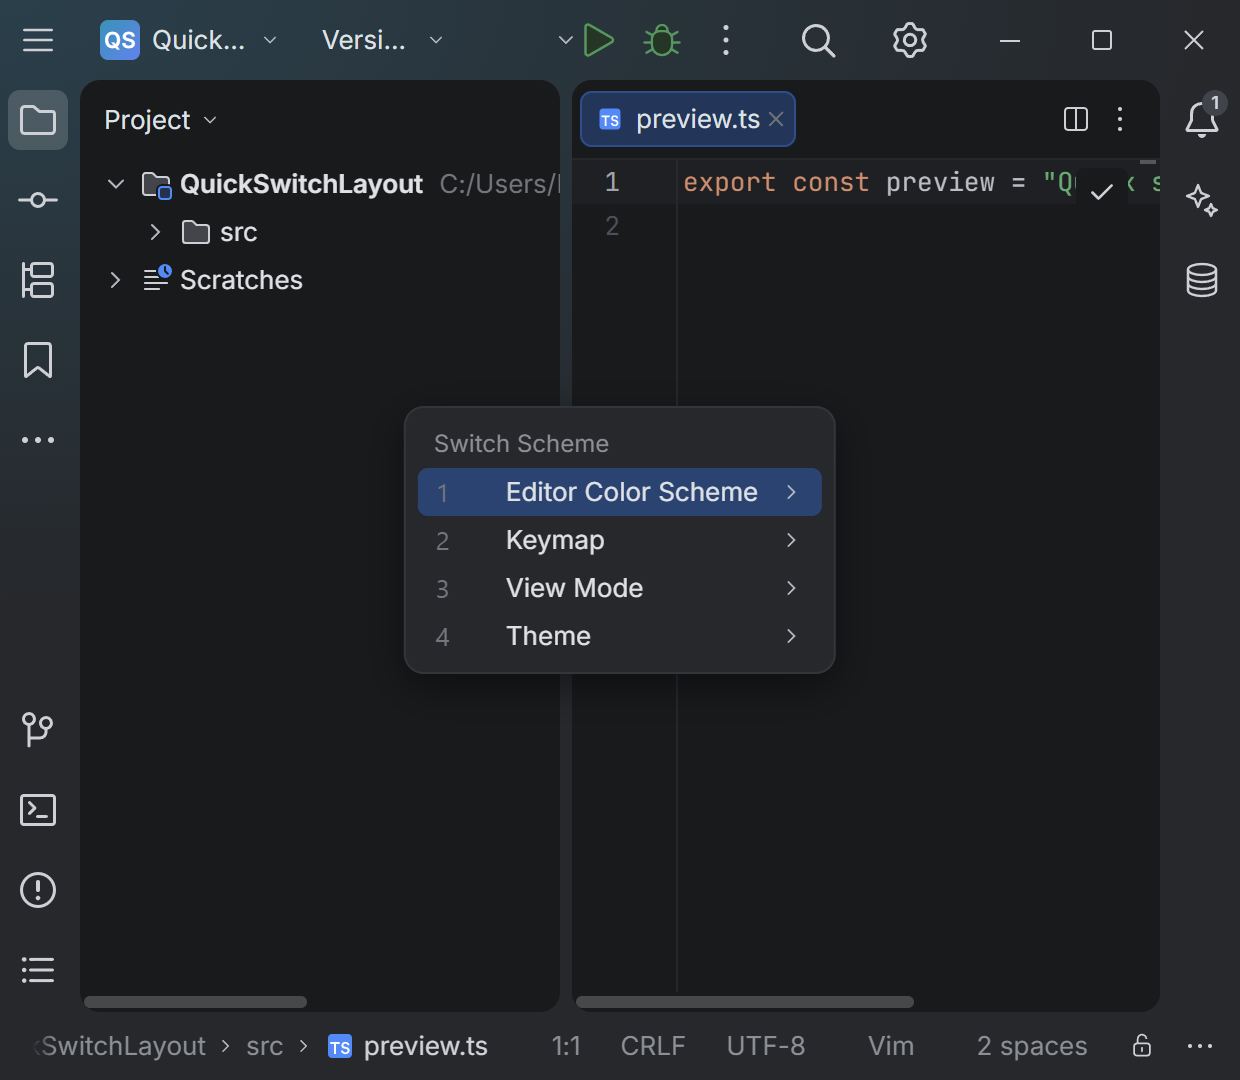 QS Quick... Versi...
Project
QuickSwitchLayout C:/Users/
src
Scratches
TS preview.ts
1
1 export const preview = "Q
2
Switch Scheme
1 Editor Color Scheme
2 Keymap
3 View Mode
4 Theme
SwitchLayout > src > TS preview.ts 1:1 CRLF UTF-8 Vim 2 spaces